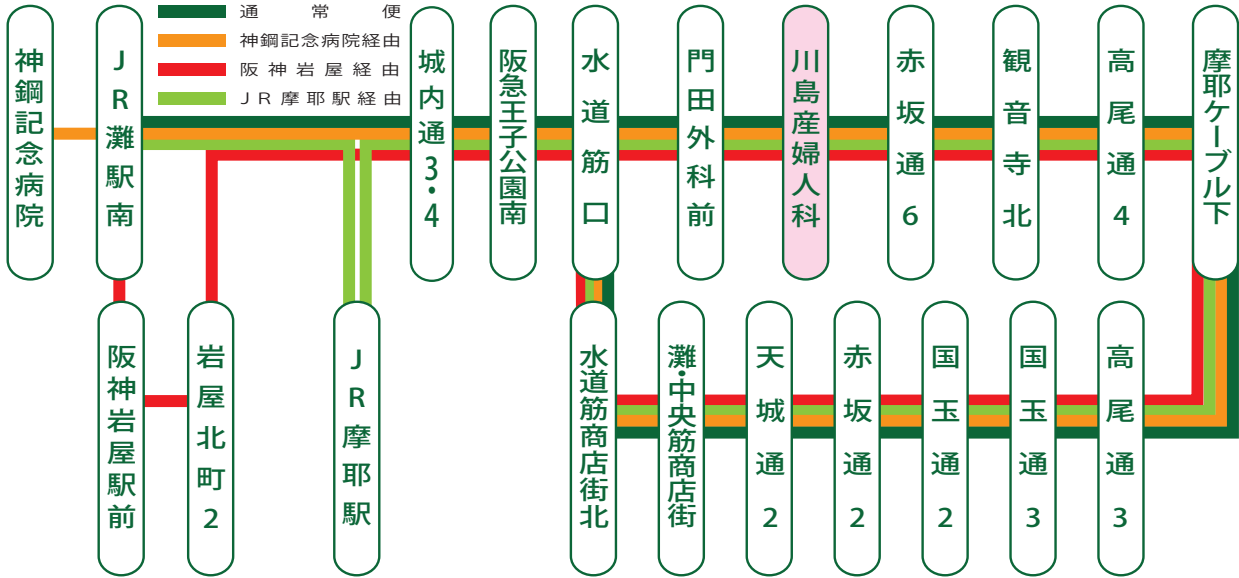 通常便
神鋼記念病院経由
阪神岩屋経由
JR摩耶駅経由
神鋼記念病院
JR灘駅南
城内通3・4
阪急王子公園南
水道筋口
門田外科前
川島産婦人科
赤坂通6
観音寺北
高尾通4
摩耶ケーブル下
阪神岩屋駅前
岩屋北町2
JR摩耶駅
水道筋商店街北
灘・中央筋商店街
天城通2
赤坂通2
国玉通2
国玉通3
高尾通3